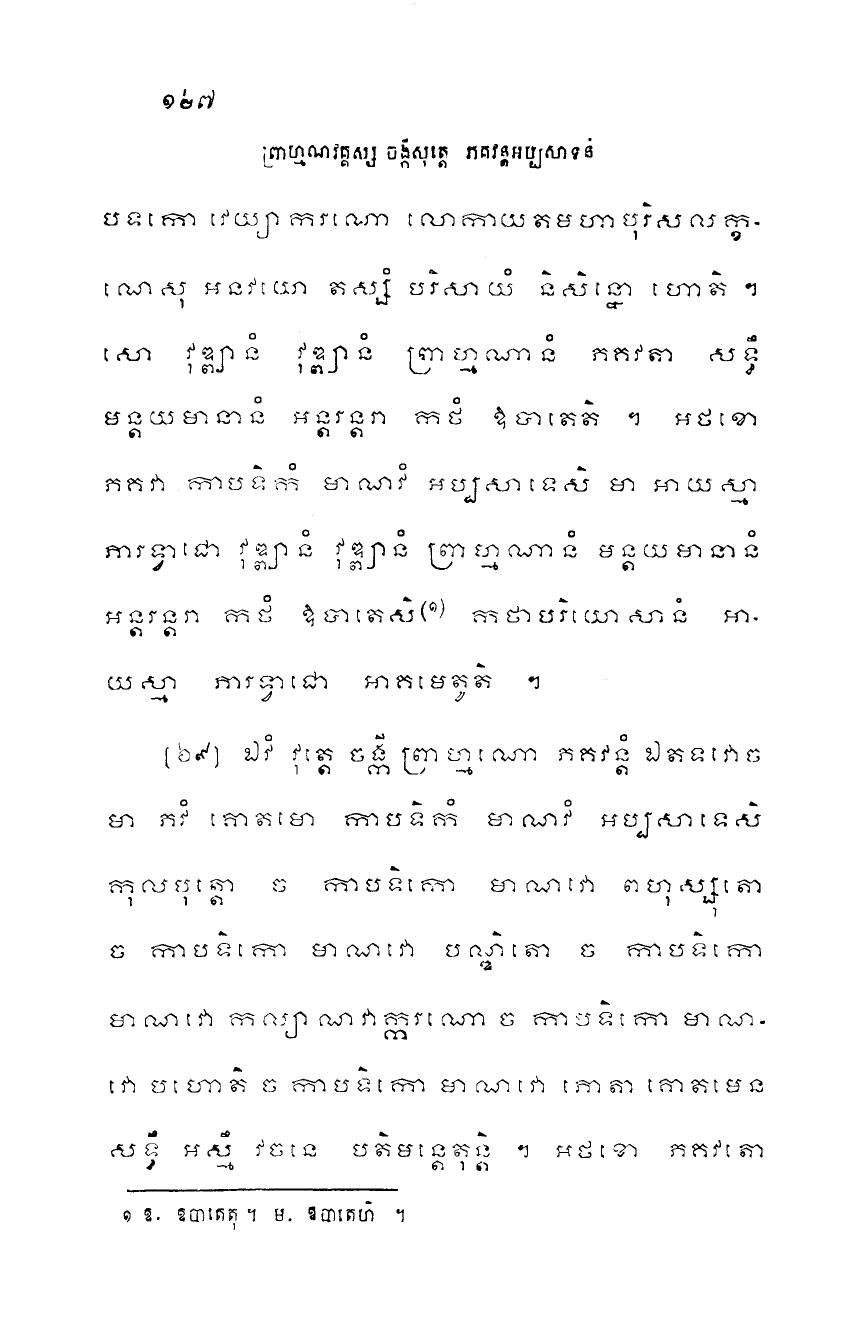 ១២៧
ព្រាហ្មណវគ្គស្ស ចង្កីសុត្តេ ភគវន្តអប្បសាទនំ
បទកោ វេយ្យាករណោ លោកាយតមហាបុរិសលក្ខ-
ណេសុ អនវយោ តស្សំ បរិសាយំ និសិន្នោ ហោតិ ។
សោ វុឌ្ឍានំ វុឌ្ឍានំ ព្រាហ្មណានំ ភគវតា សទ្ធឹ
មន្តយមានានំ អន្តរន្តរា កថំ ឱបាតេតិ ។ អថខោ
ភគវា កាបទិកំ មាណវំ អប្បសាទេសិ មា អាយស្មា
ភារទ្វាជោ វុឌ្ឍានំ វុឌ្ឍានំ ព្រាហ្មណានំ មន្តយមានានំ
អន្តរន្តរា កថំ ឱបាតេសិ(១) កថាបរិយោសានំ អា-
យស្មា ភារទ្វាជោ អាគមេតូតិ ។
[៦៩] ឯវំ វុត្តេ ចង្កី ព្រាហ្មណោ ភគវន្តំ ឯតទវោច
មា ភវំ គោតមោ កាបទិកំ មាណវំ អប្បសាទេសិ
កុលបុត្តោ ច កាបទិកោ មាណវោ ពហុស្សុតោ
ច កាបទិកោ មាណវោ បណ្ឌិតោ ច កាបទិកោ
មាណវោ កល្យាណវាក្ករណោ ច កាបទិកោ មាណ-
វោ បហោតិ ច កាបទិកោ មាណវោ ភោតា គោតមេន
សទ្ធឹ អស្មឹ វចនេ បតិមន្តេតុន្តិ ។ អថខោ ភគវតោ
១ ឱ. ឱបាតេតុ ។ ម. ឱបាតេហិ ។